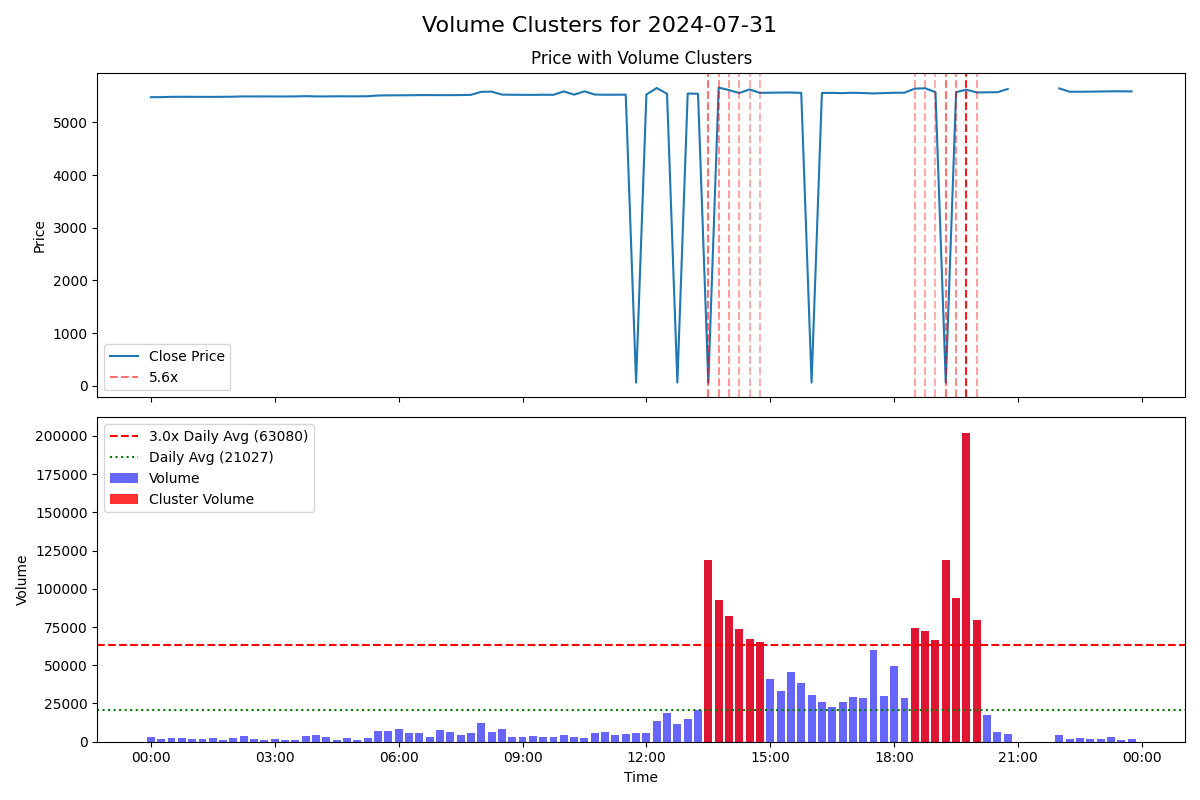 Volume Clusters for 2024-07-31
Price with Volume Clusters
Price
5000
4000
3000
2000
1000
0
Close Price
5.6x
Volume
200000
175000
150000
125000
100000
75000
50000
25000
0
3.0x Daily Avg (63080)
Daily Avg (21027)
Volume
Cluster Volume
00:00 03:00 06:00 09:00 12:00 15:00 18:00 21:00 00:00
Time